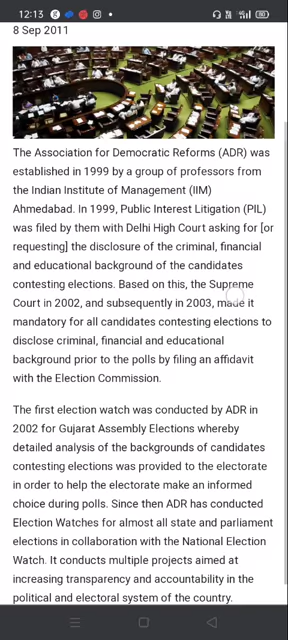 12:13
4G
8 Sep 2011
The Association for Democratic Reforms (ADR) was
established in 1999 by a group of professors from
the Indian Institute of Management (IIM)
Ahmedabad. In 1999, Public Interest Litigation (PIL)
was filed by them with Delhi High Court asking for [or
requesting] the disclosure of the criminal, financial
and educational background of the candidates
contesting elections. Based on this, the Supreme
Court in 2002, and subsequently in 2003, made it
mandatory for all candidates contesting elections to
disclose criminal, financial and educational
background prior to the polls by filing an affidavit
with the Election Commission.
The first election watch was conducted by ADR in
2002 for Gujarat Assembly Elections whereby
detailed analysis of the backgrounds of candidates
contesting elections was provided to the electorate
in order to help the electorate make an informed
choice during polls. Since then ADR has conducted
Election Watches for almost all state and parliament
elections in collaboration with the National Election
Watch. It conducts multiple projects aimed at
increasing transparency and accountability in the
political and electoral system of the country.